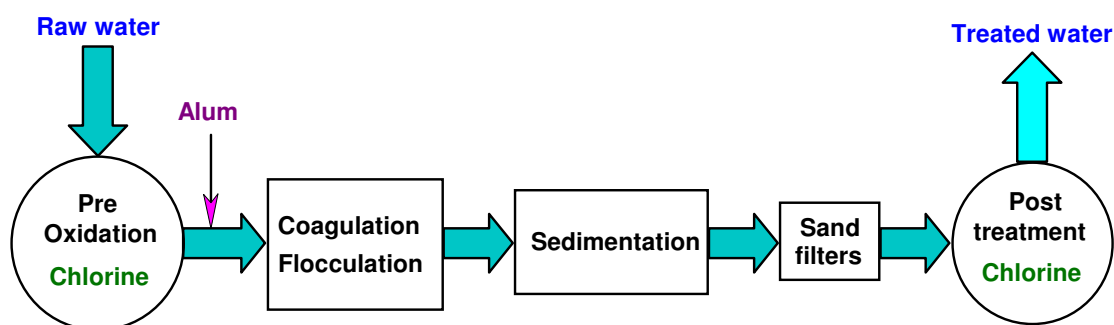 Raw water
Treated water
Alum
Pre
Oxidation
Chlorine
Coagulation
Flocculation
Sedimentation
Sand
filters
Post
treatment
Chlorine